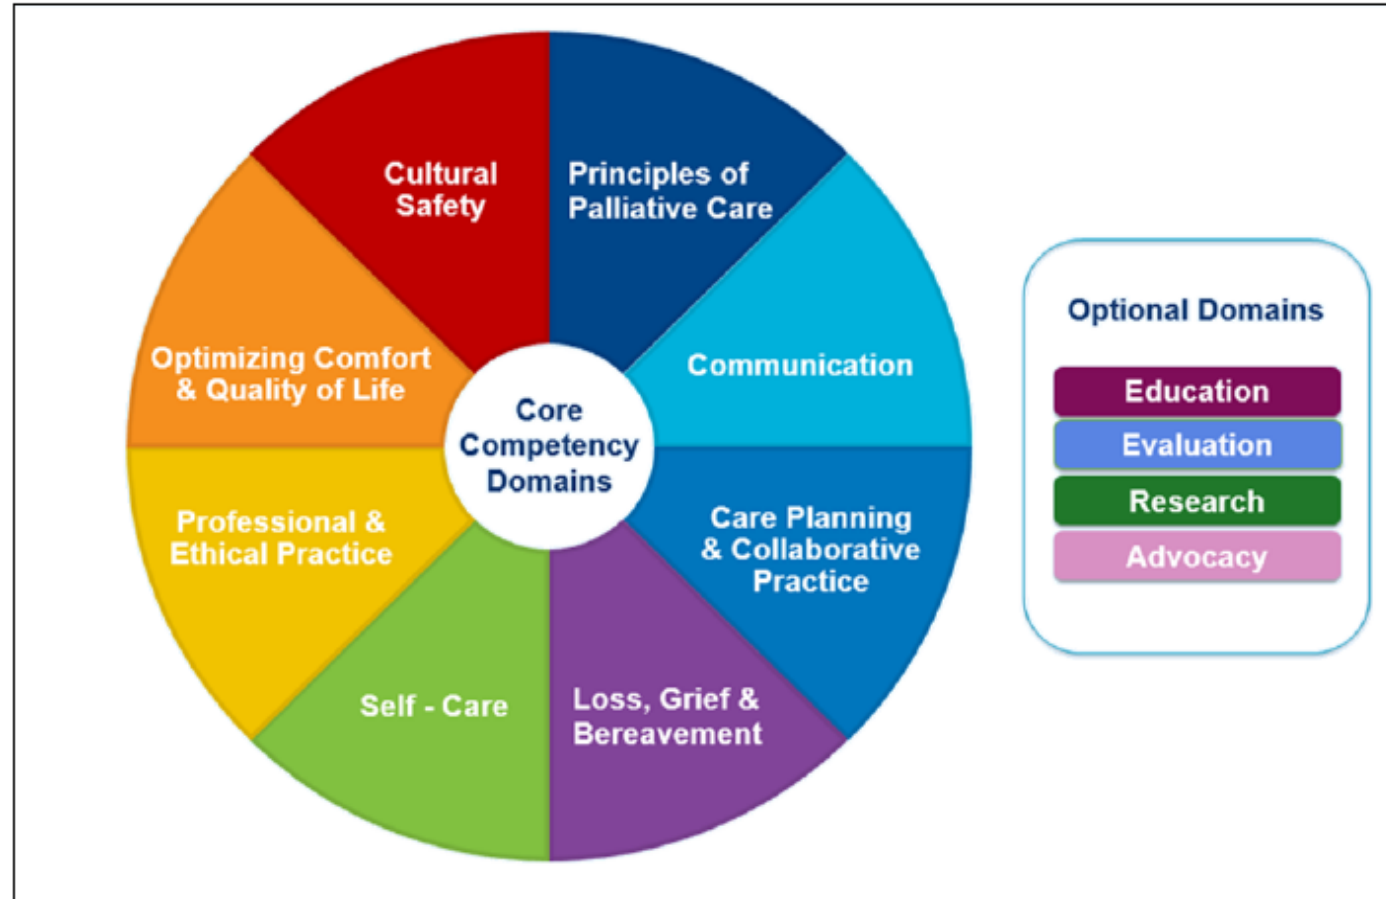 Cultural
Safety
Principles of
Palliative Care
Communication
Care Planning
& Collaborative
Practice
Loss, Grief &
Bereavement
Self - Care
Professional &
Ethical Practice
Optimizing Comfort
& Quality of Life
Core
Competency
Domains
Optional Domains
Education
Evaluation
Research
Advocacy